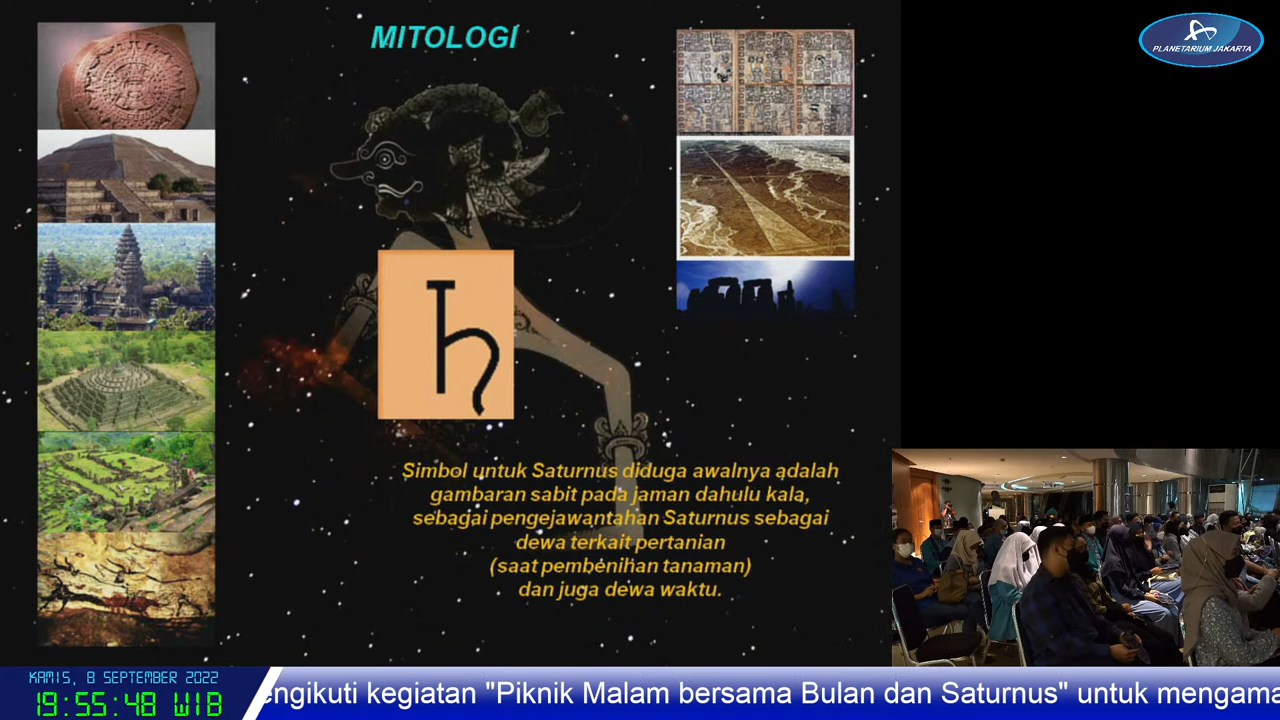 MITOLOGI
PLANETARIUM JAKARTA
Simbol untuk Saturnus diduga awalnya adalah
gambaran sabit pada jaman dahulu kala,
sebagai pengejawantahan Saturnus sebagai
dewa terkait pertanian
(saat pembenihan tanaman)
dan juga dewa waktu.
KAMIS, 8 SEPTEMBER 2022
19:55:48 WIB
engikuti kegiatan "Piknik Malam bersama Bulan dan Saturnus" untuk mengama